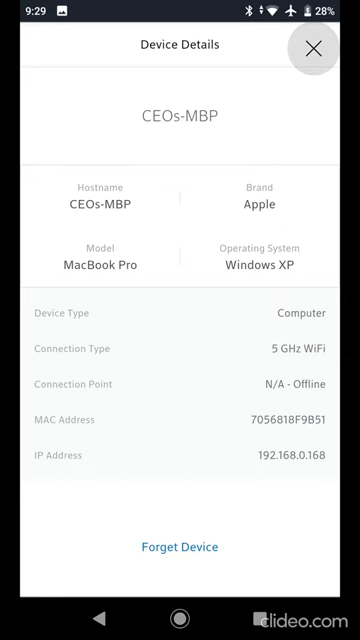 9:29 28%
Device Details
CEOs-MBP
Hostname Brand
CEOs-MBP Apple
Model Operating System
MacBook Pro Windows XP
Device Type Computer
Connection Type 5 GHz WiFi
Connection Point N/A - Offline
MAC Address 7056818F9B51
IP Address 192.168.0.168
Forget Device
clideo.com